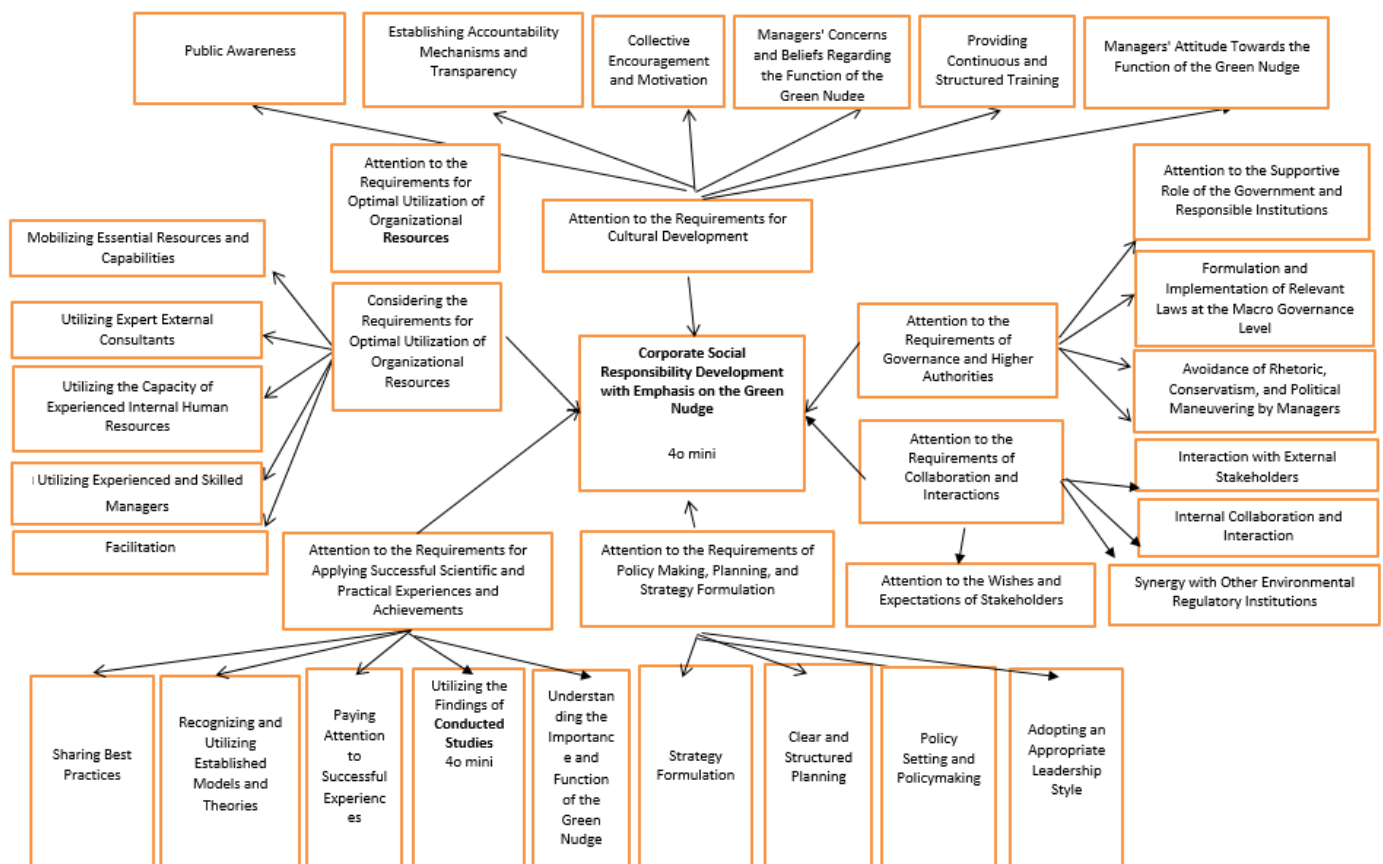 Public Awareness
Establishing Accountability
Mechanisms and
Transparency
Collective
Encouragement
and Motivation
Managers' Concerns
and Beliefs Regarding
the Function of the
Green Nudge
Providing
Continuous and
Structured Training
Managers' Attitude Towards the
Function of the Green Nudge
Attention to the
Requirements for
Optimal Utilization of
Organizational
Resources
Attention to the Requirements for
Cultural Development
Attention to the Supportive
Role of the Government and
Responsible Institutions
Mobilizing Essential Resources and
Capabilities
Utilizing Expert External
Consultants
Utilizing the Capacity of
Experienced Internal Human
Resources
Utilizing Experienced and Skilled
Managers
Facilitation
Considering the
Requirements for
Optimal Utilization of
Organizational
Resources
Corporate Social
Responsibility Development
with Emphasis on the Green
Nudge
4o mini
Attention to the
Requirements of
Governance and Higher
Authorities
Formulation and
Implementation of Relevant
Laws at the Macro Governance
Level
Avoidance of Rhetoric,
Conservatism, and Political
Maneuvering by Managers
Attention to the
Requirements of
Collaboration and
Interactions
Interaction with External
Stakeholders
Internal Collaboration and
Interaction
Synergy with Other Environmental
Regulatory Institutions
Attention to the Wishes and
Expectations of Stakeholders
Attention to the Requirements for
Applying Successful Scientific and
Practical Experiences and
Achievements
Attention to the Requirements of
Policy Making, Planning, and
Strategy Formulation
Sharing Best
Practices
Recognizing and
Utilizing
Established
Models and
Theories
Paying
Attention
to
Successful
Experienc
es
Utilizing the
Findings of
Conducted
Studies
4o mini
Understan
ding the
Importanc
e and
Function
of the
Green
Nudge
Strategy
Formulation
Clear and
Structured
Planning
Policy
Setting and
Policymaking
Adopting an
Appropriate
Leadership
Style